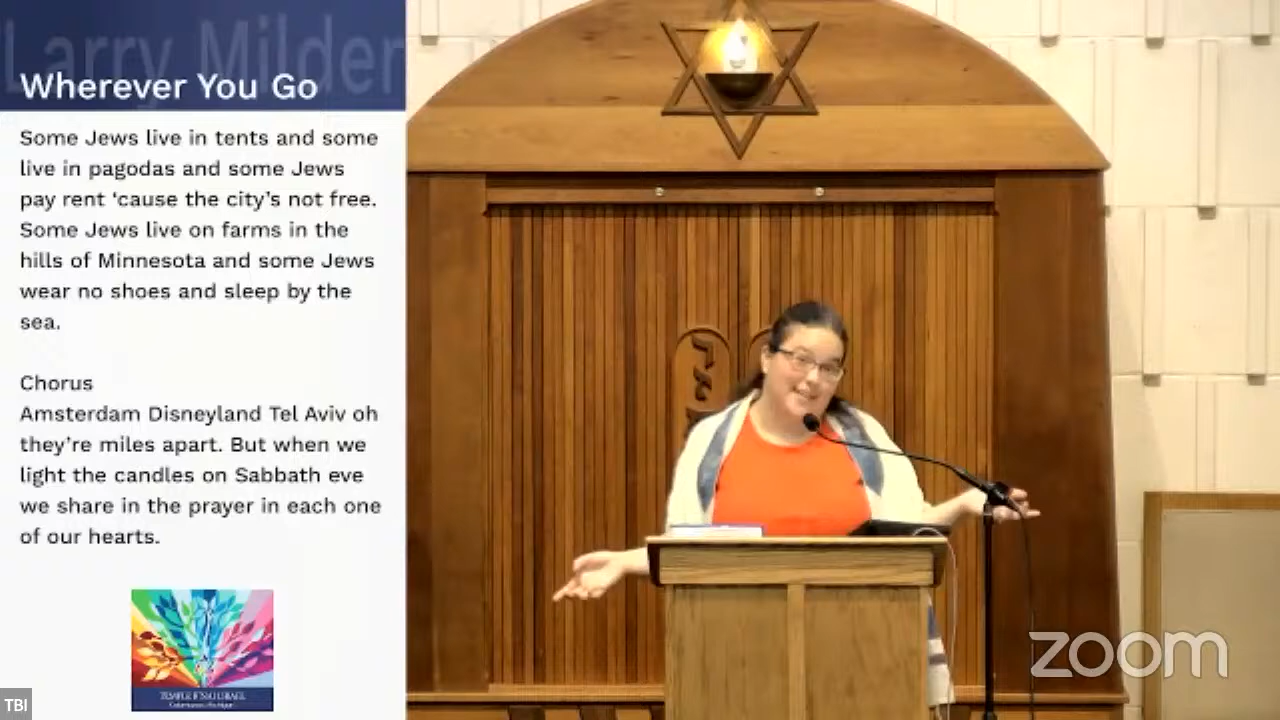 Larry Milder
Wherever You Go
Some Jews live in tents and some
live in pagodas and some Jews
pay rent ‘cause the city’s not free.
Some Jews live on farms in the
hills of Minnesota and some Jews
wear no shoes and sleep by the
sea.
Chorus
Amsterdam Disneyland Tel Aviv oh
they’re miles apart. But when we
light the candles on Sabbath eve
we share in the prayer in each one
of our hearts.
TEMPLE B'NAI ISRAEL
zoom
TBI